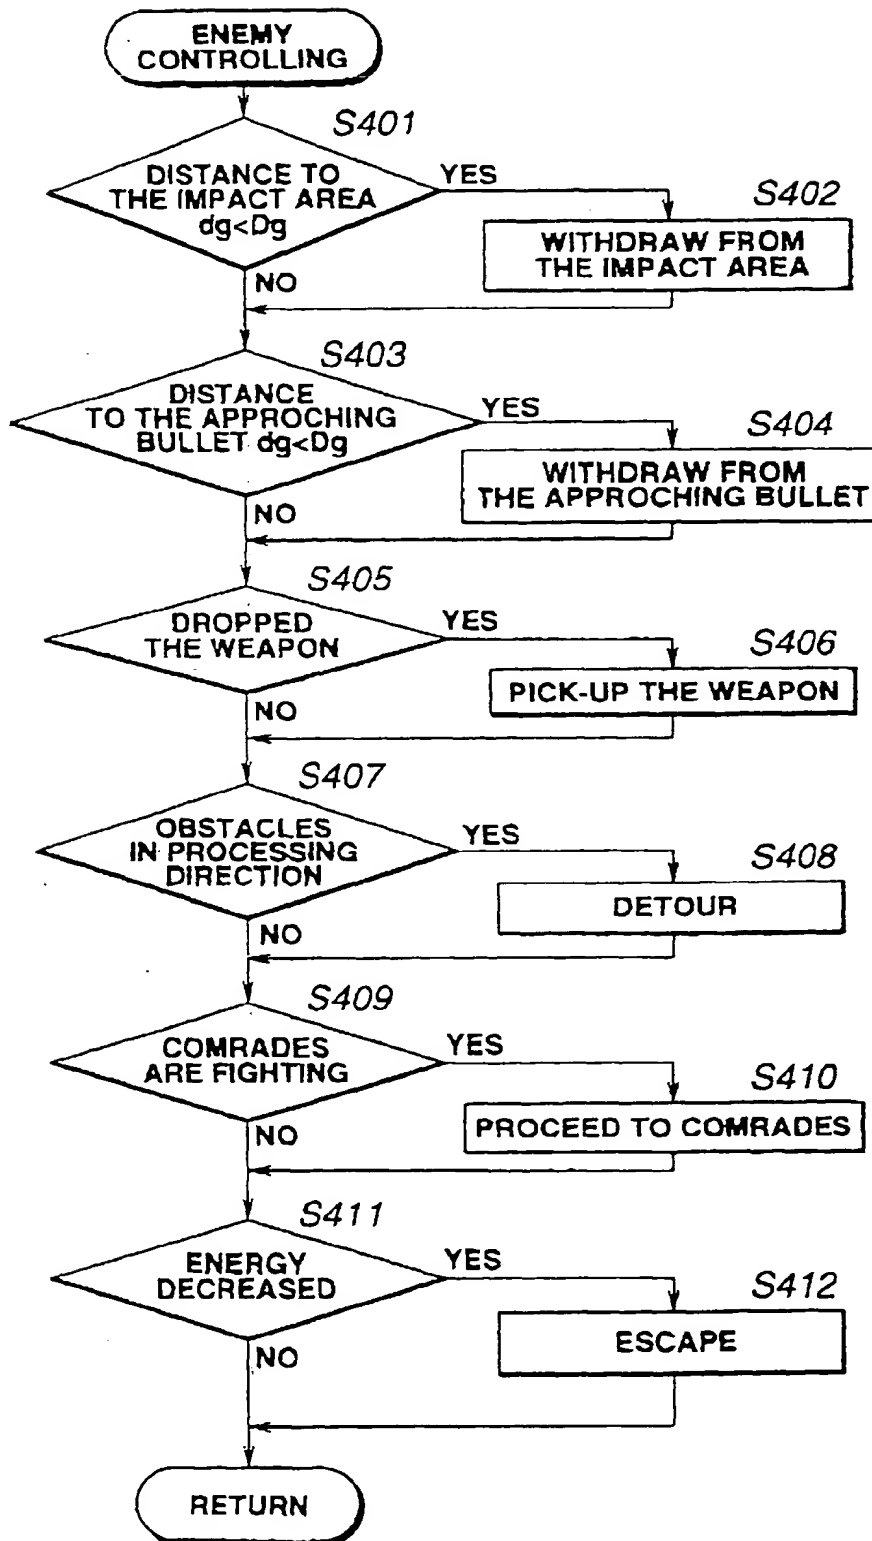 ENEMY
CONTROLLING
S401
DISTANCE TO
THE IMPACT AREA
dg<Dg
YES
S402
WITHDRAW FROM
THE IMPACT AREA
NO
S403
DISTANCE
TO THE APPROCHING
BULLET dg<Dg
YES
S404
WITHDRAW FROM
THE APPROCHING BULLET
NO
S405
DROPPED
THE WEAPON
YES
S406
PICK-UP THE WEAPON
NO
S407
OBSTACLES
IN PROCESSING
DIRECTION
YES
S408
DETOUR
NO
S409
COMRADES
ARE FIGHTING
YES
S410
PROCEED TO COMRADES
NO
S411
ENERGY
DECREASED
YES
S412
ESCAPE
NO
RETURN